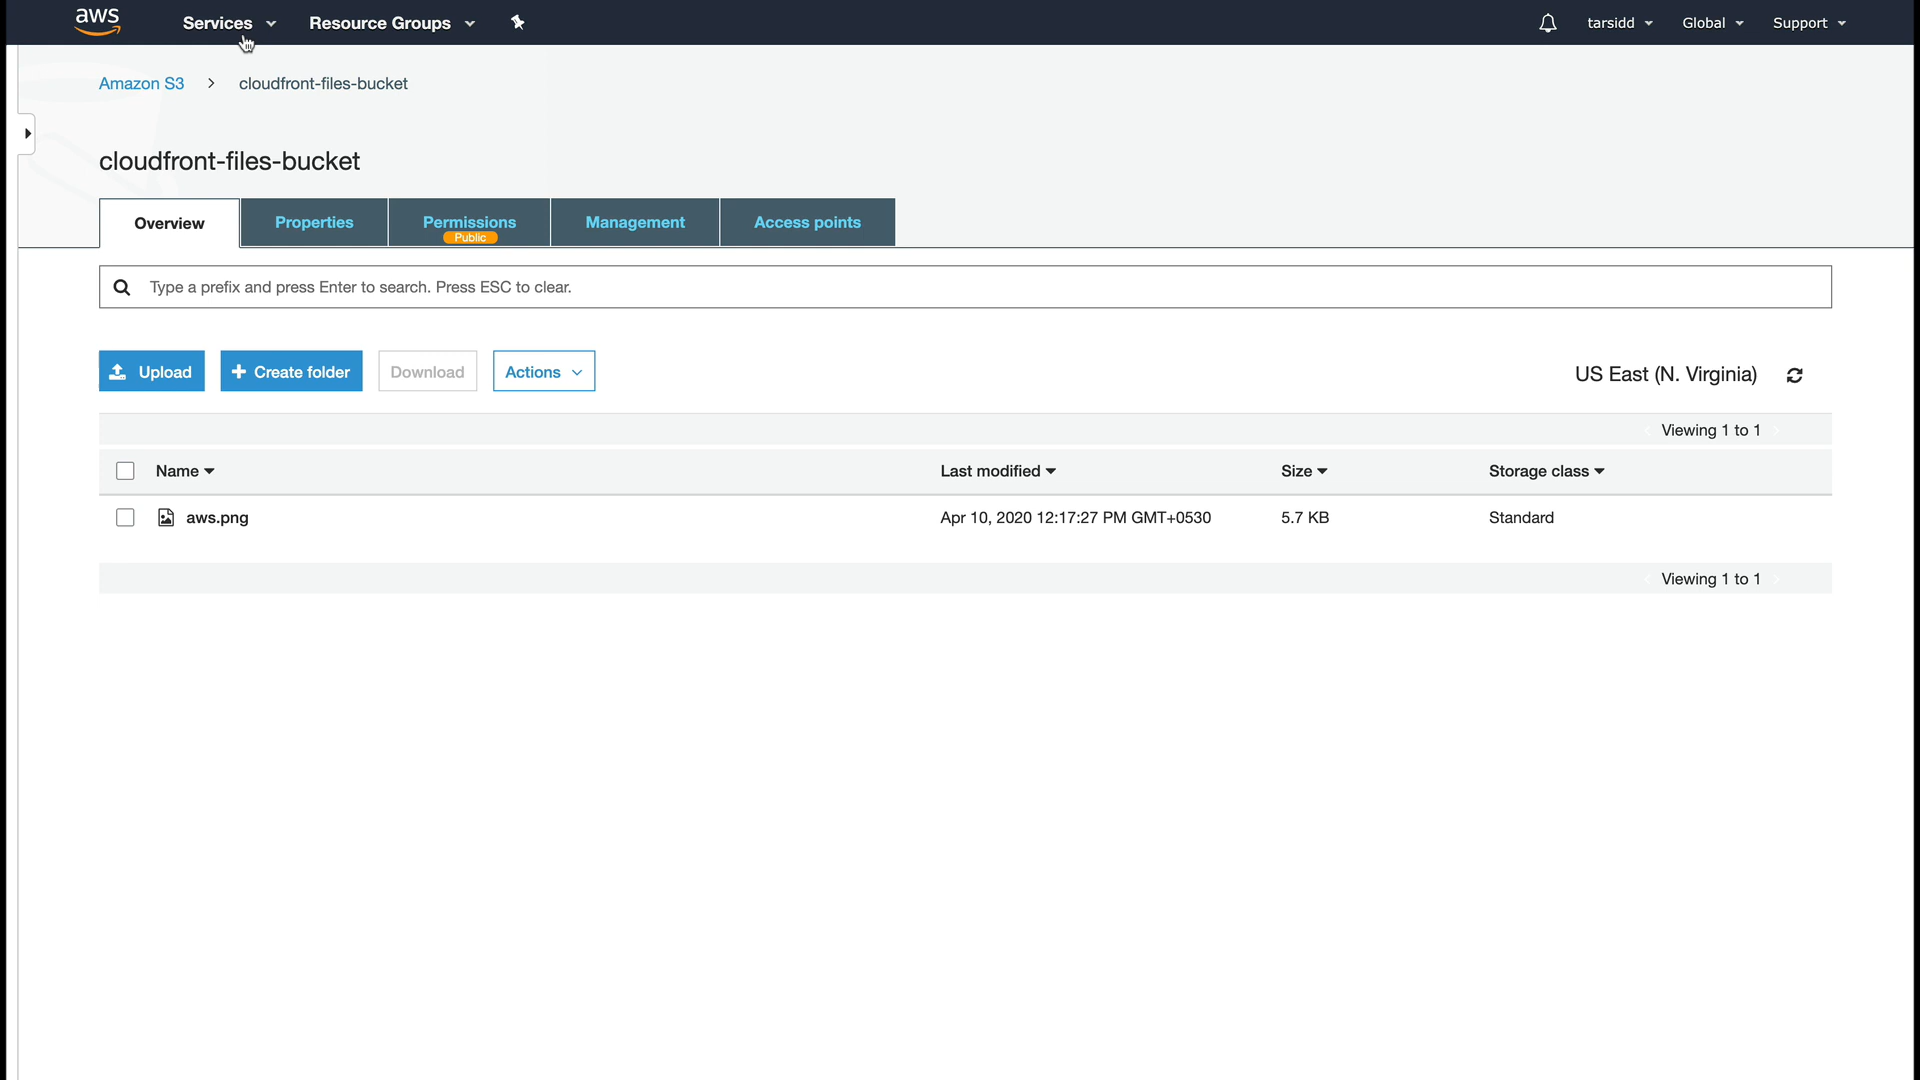 aws Services Resource Groups tarsidd Global Support
Amazon S3 > cloudfront-files-bucket
cloudfront-files-bucket
Overview Properties Permissions Management Access points
Public
Type a prefix and press Enter to search. Press ESC to clear.
Upload + Create folder Download Actions US East (N. Virginia)
Viewing 1 to 1
Name Last modified Size Storage class
aws.png Apr 10, 2020 12:17:27 PM GMT+0530 5.7 KB Standard
Viewing 1 to 1